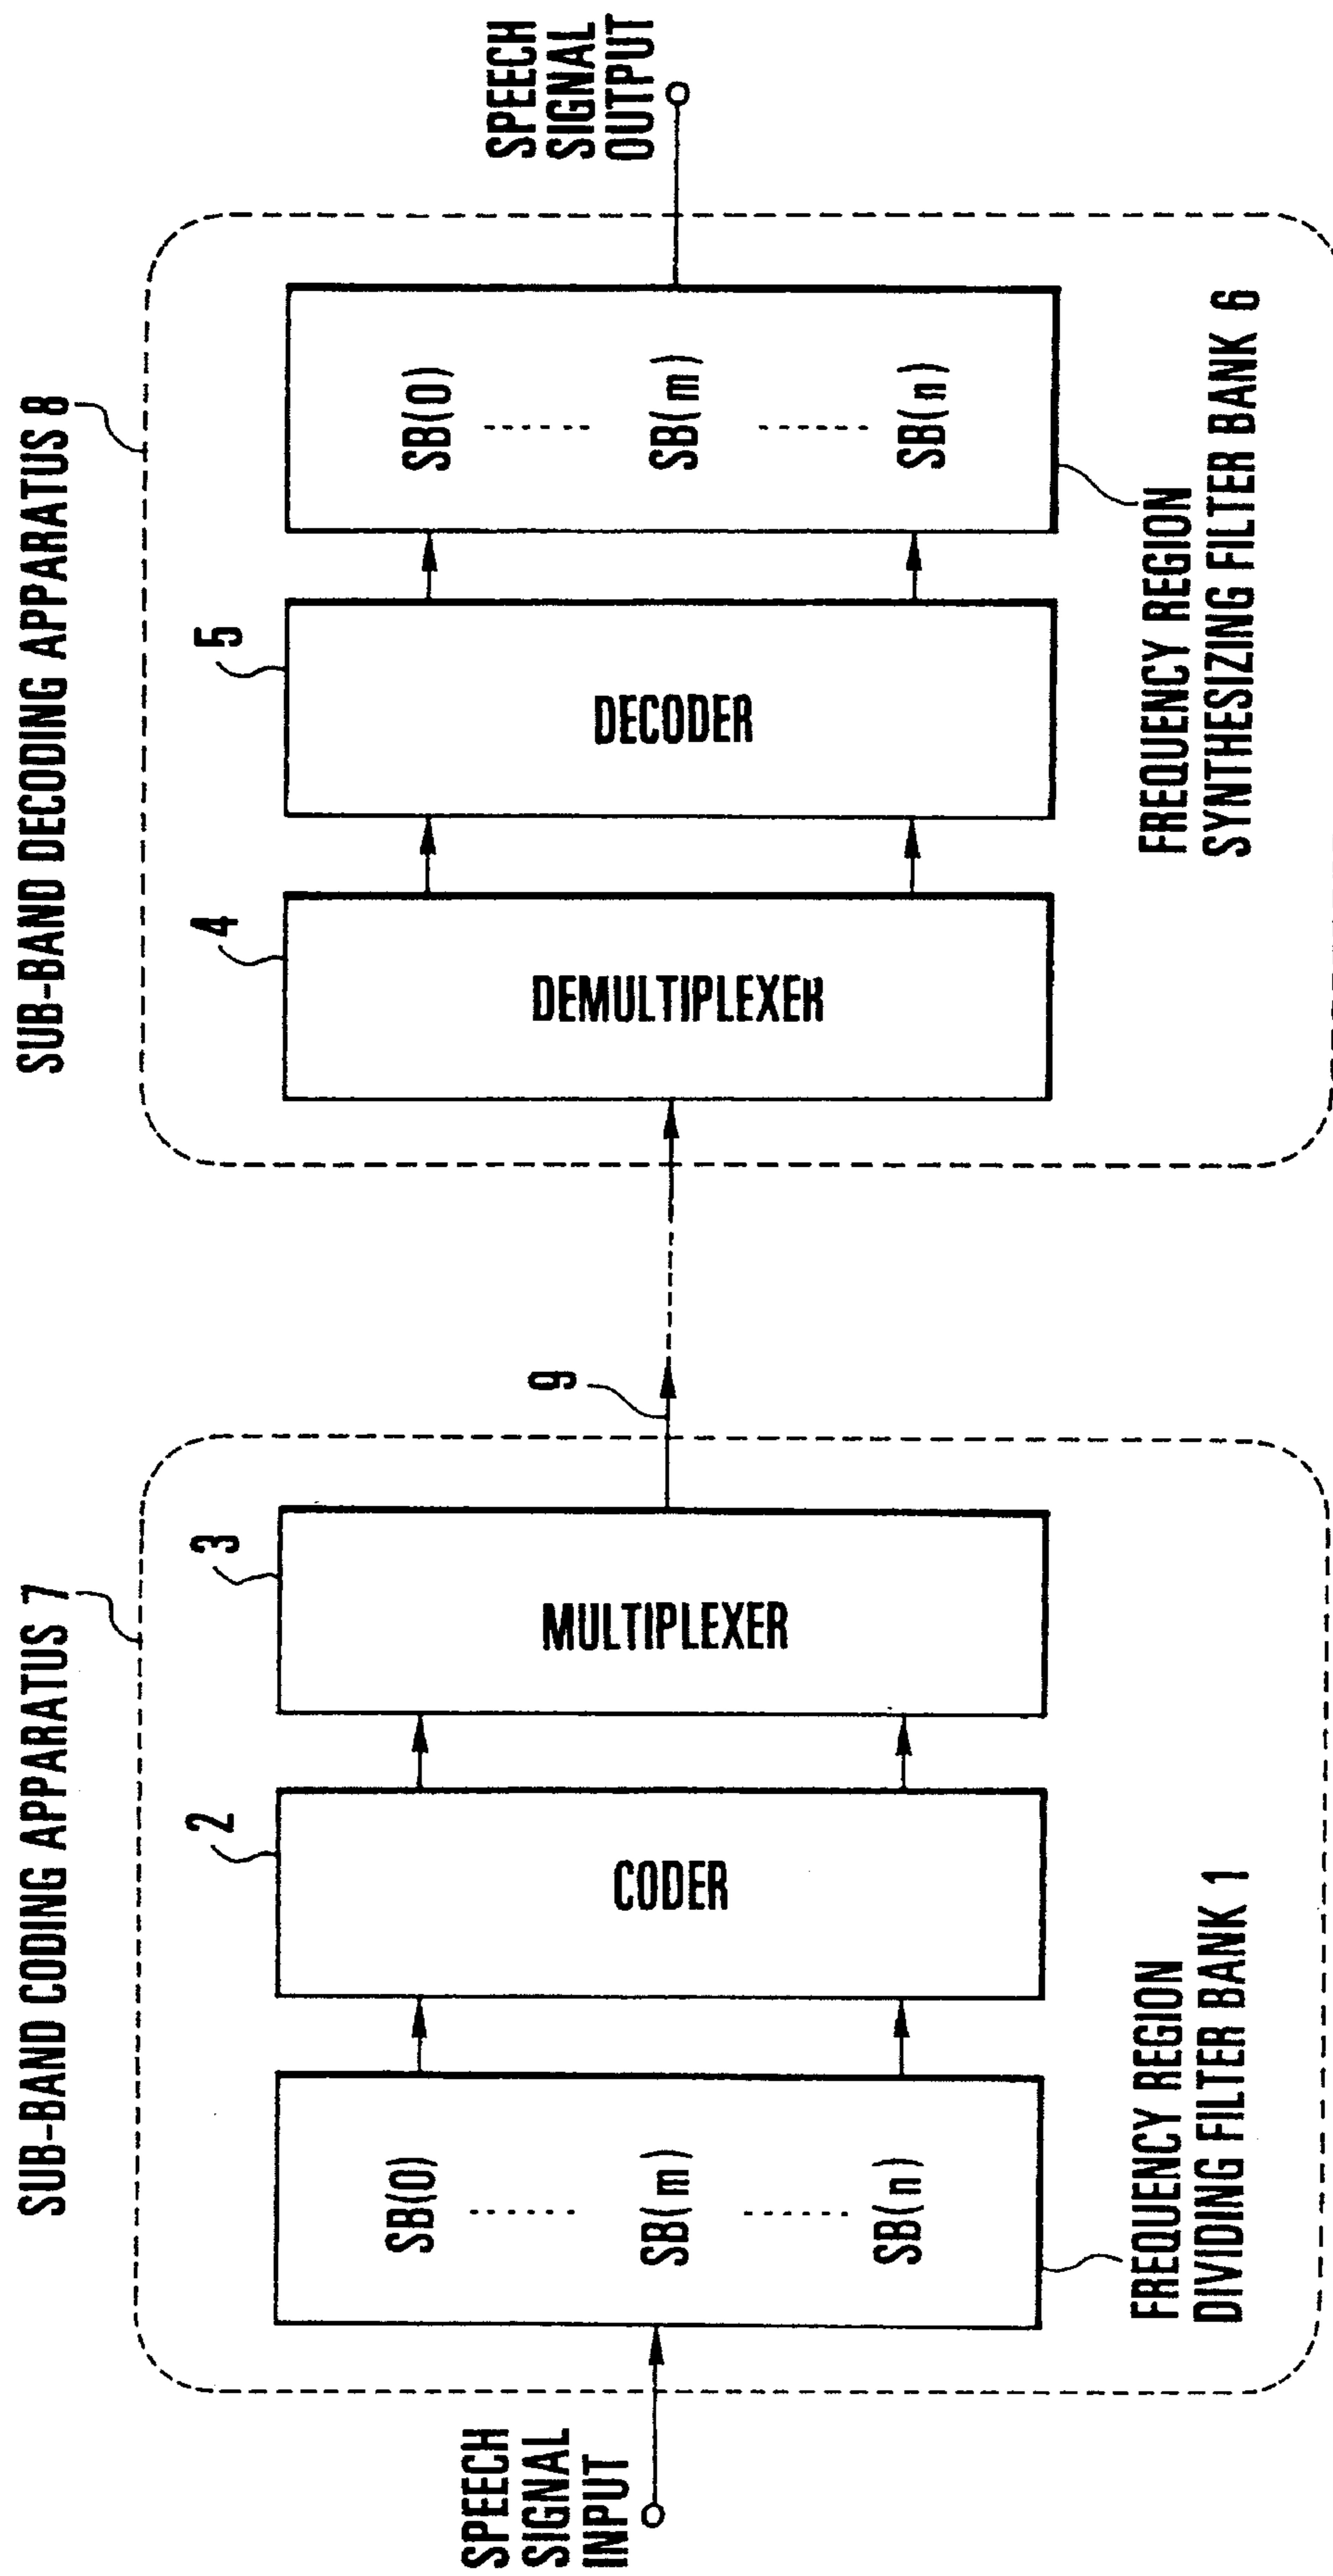 SUB-BAND CODING APPARATUS 7
SPEECH
SIGNAL
INPUT
SB(0)
SB(m)
SB(n)
FREQUENCY REGION
DIVIDING FILTER BANK 1
2
CODER
3
MULTIPLEXER
9
SUB-BAND DECODING APPARATUS 8
4
DEMULTIPLEXER
5
DECODER
SB(0)
SB(m)
SB(n)
FREQUENCY REGION
SYNTHESIZING FILTER BANK 6
SPEECH
SIGNAL
OUTPUT